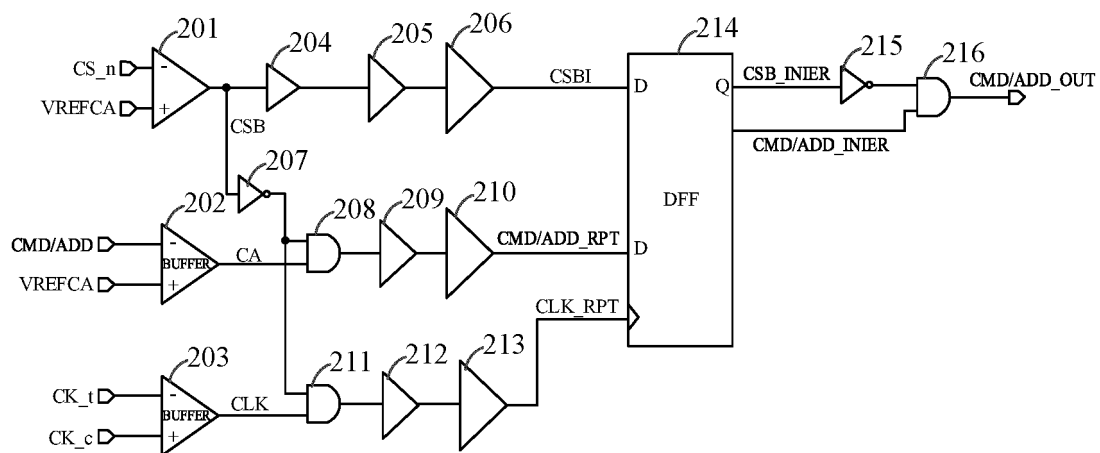 201
204
205
206
214
215
216
CS_n
-
CSBI
D
Q
CSB_INIER
CMD/ADD_OUT
VREFCA
+
CSB
CMD/ADD_INIER
207
202
208
209
210
DFF
CMD/ADD
-
BUFFER
CA
CMD/ADD_RPT
D
VREFCA
+
CLK_RPT
203
211
212
213
CK_t
-
BUFFER
CLK
CK_c
+